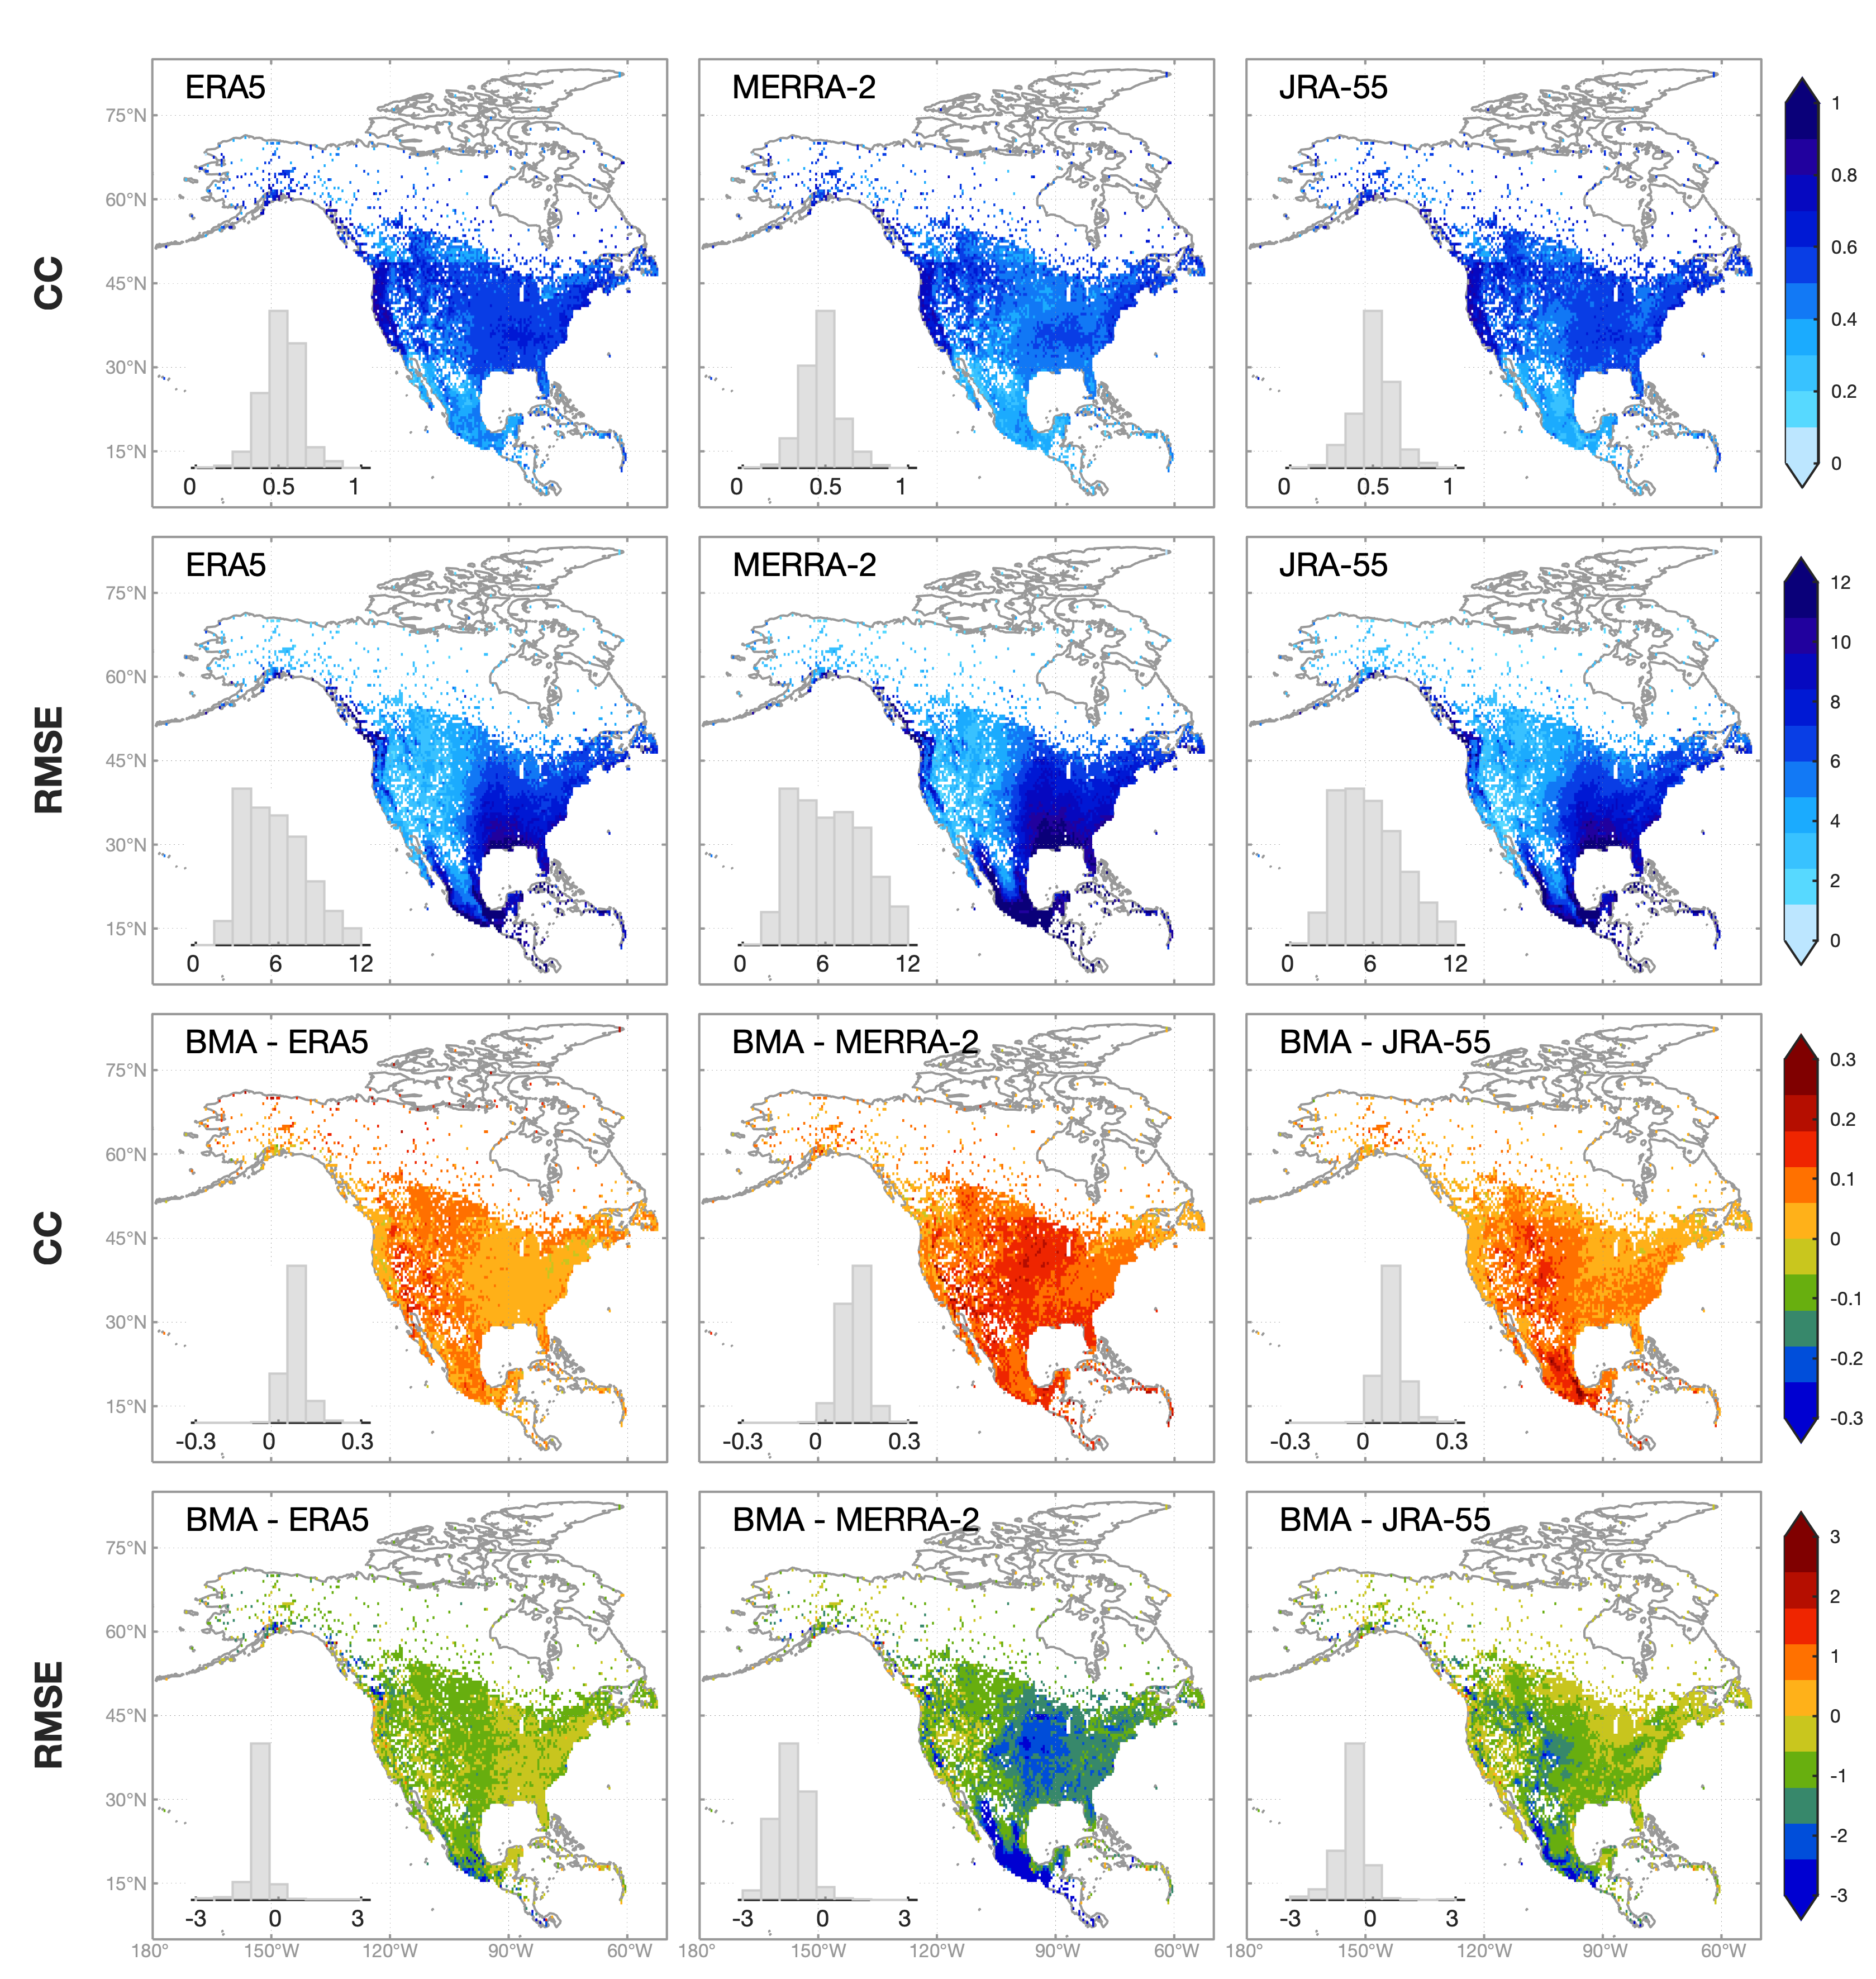 ERA5 MERRA-2 JRA-55
CC
75°N
60°N
45°N
30°N
15°N
0 0.5 1
0 0.5 1
0 0.5 1
1
0.8
0.6
0.4
0.2
0
ERA5 MERRA-2 JRA-55
RMSE
75°N
60°N
45°N
30°N
15°N
0 6 12
0 6 12
0 6 12
12
10
8
6
4
2
0
BMA - ERA5 BMA - MERRA-2 BMA - JRA-55
CC
75°N
60°N
45°N
30°N
15°N
-0.3 0 0.3
-0.3 0 0.3
-0.3 0 0.3
0.3
0.2
0.1
0
-0.1
-0.2
-0.3
BMA - ERA5 BMA - MERRA-2 BMA - JRA-55
RMSE
75°N
60°N
45°N
30°N
15°N
-3 0 3
-3 0 3
-3 0 3
3
2
1
0
-1
-2
-3
180° 150°W 120°W 90°W 60°W
180° 150°W 120°W 90°W 60°W
180° 150°W 120°W 90°W 60°W